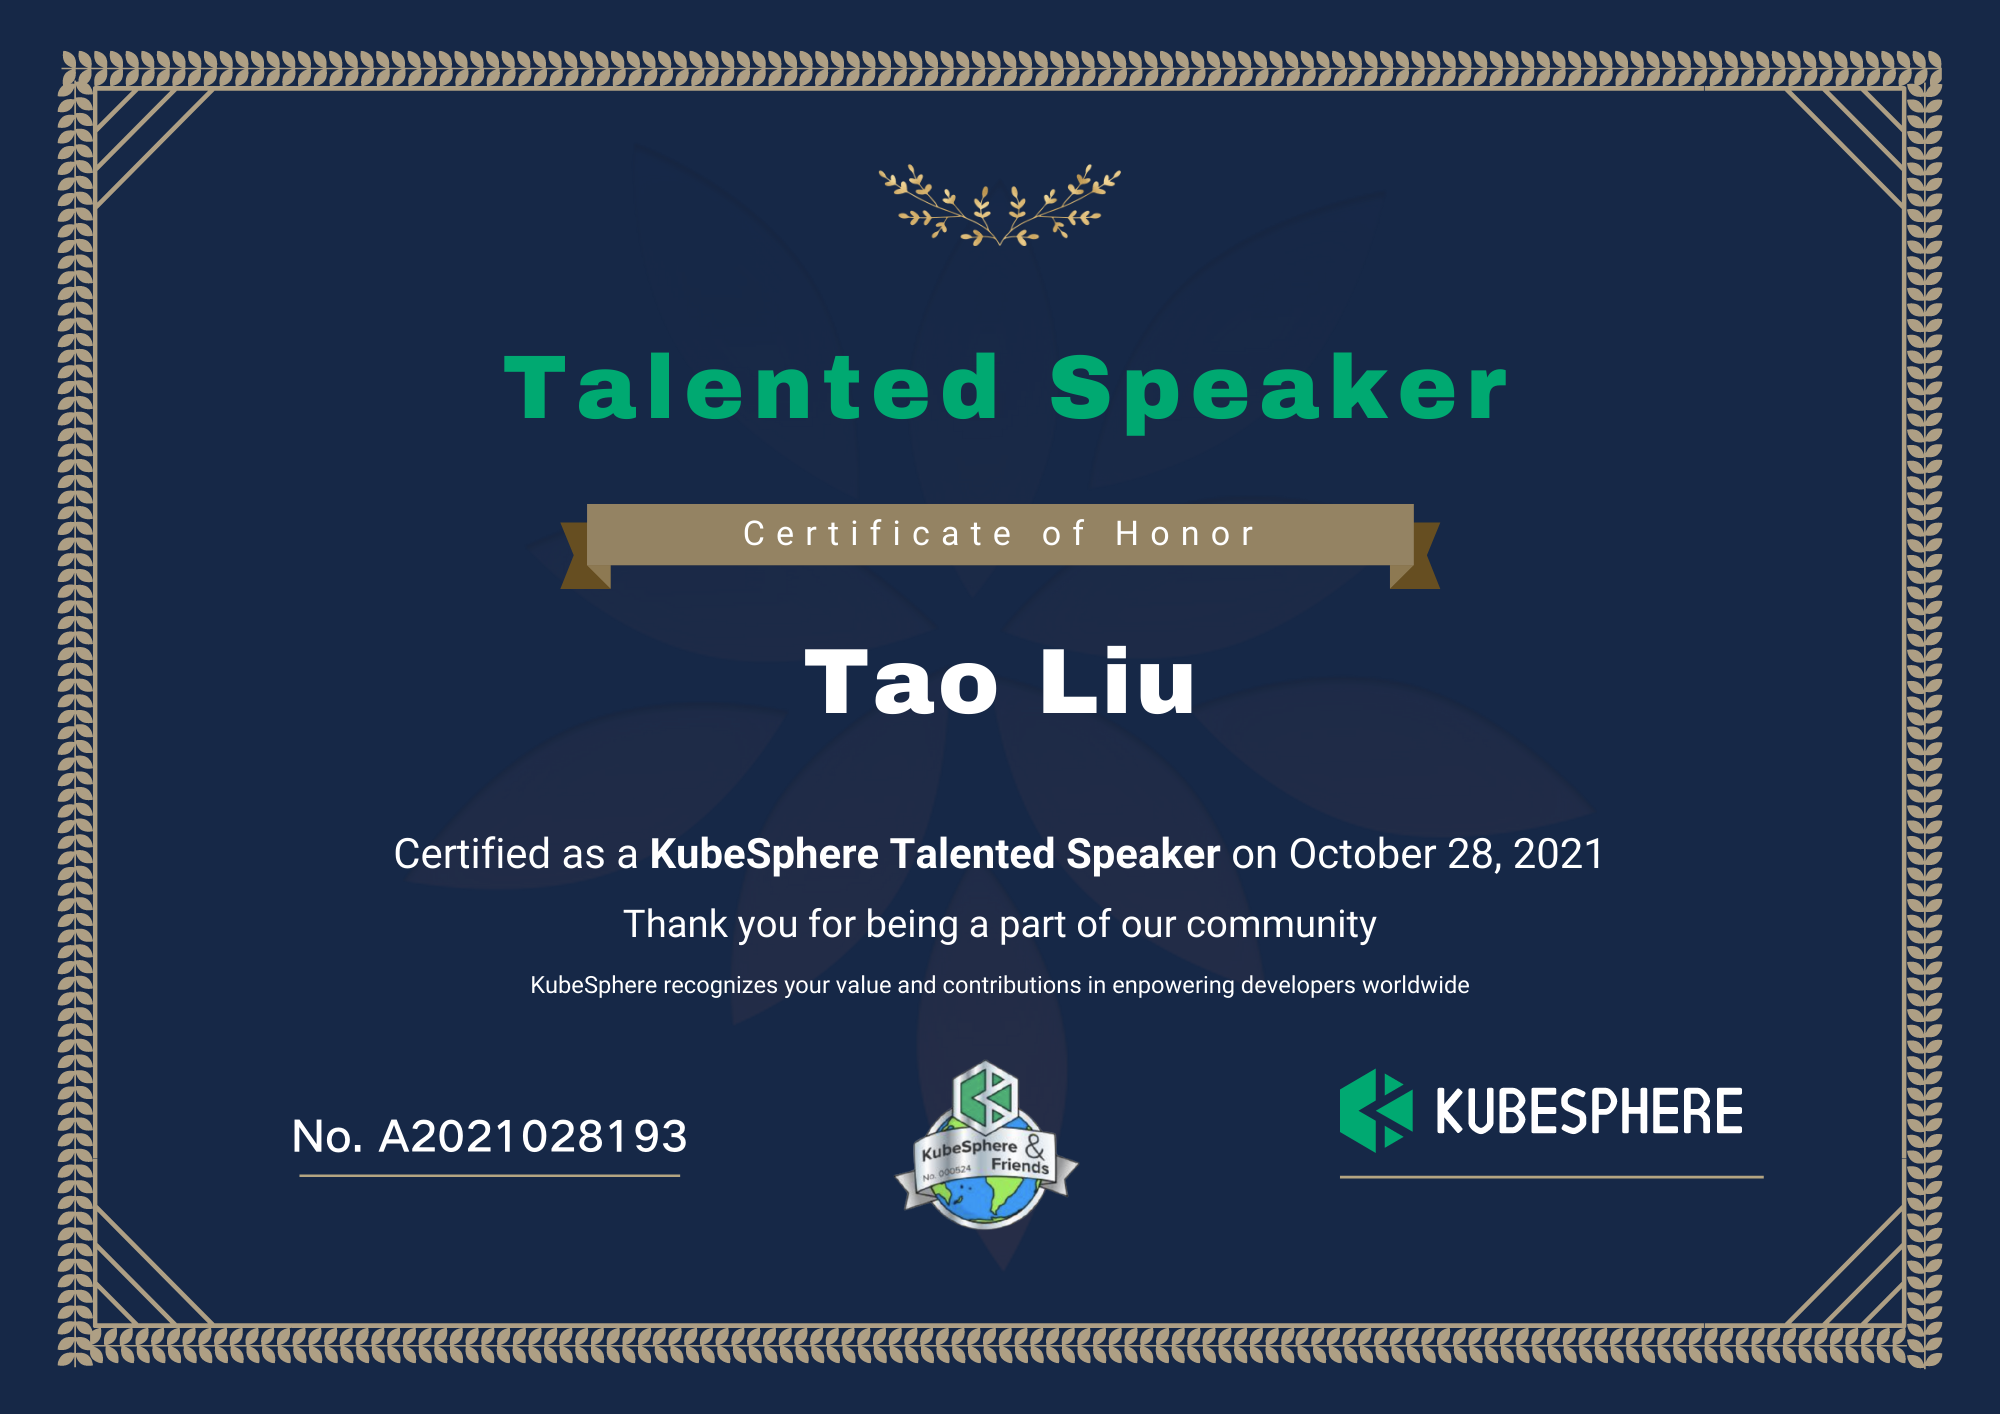 Talented Speaker
Certificate of Honor
Tao Liu
Certified as a KubeSphere Talented Speaker on October 28, 2021
Thank you for being a part of our community
KubeSphere recognizes your value and contributions in enpowering developers worldwide
No. A2021028193
KubeSphere &
Friends
No. 000524
KUBESPHERE